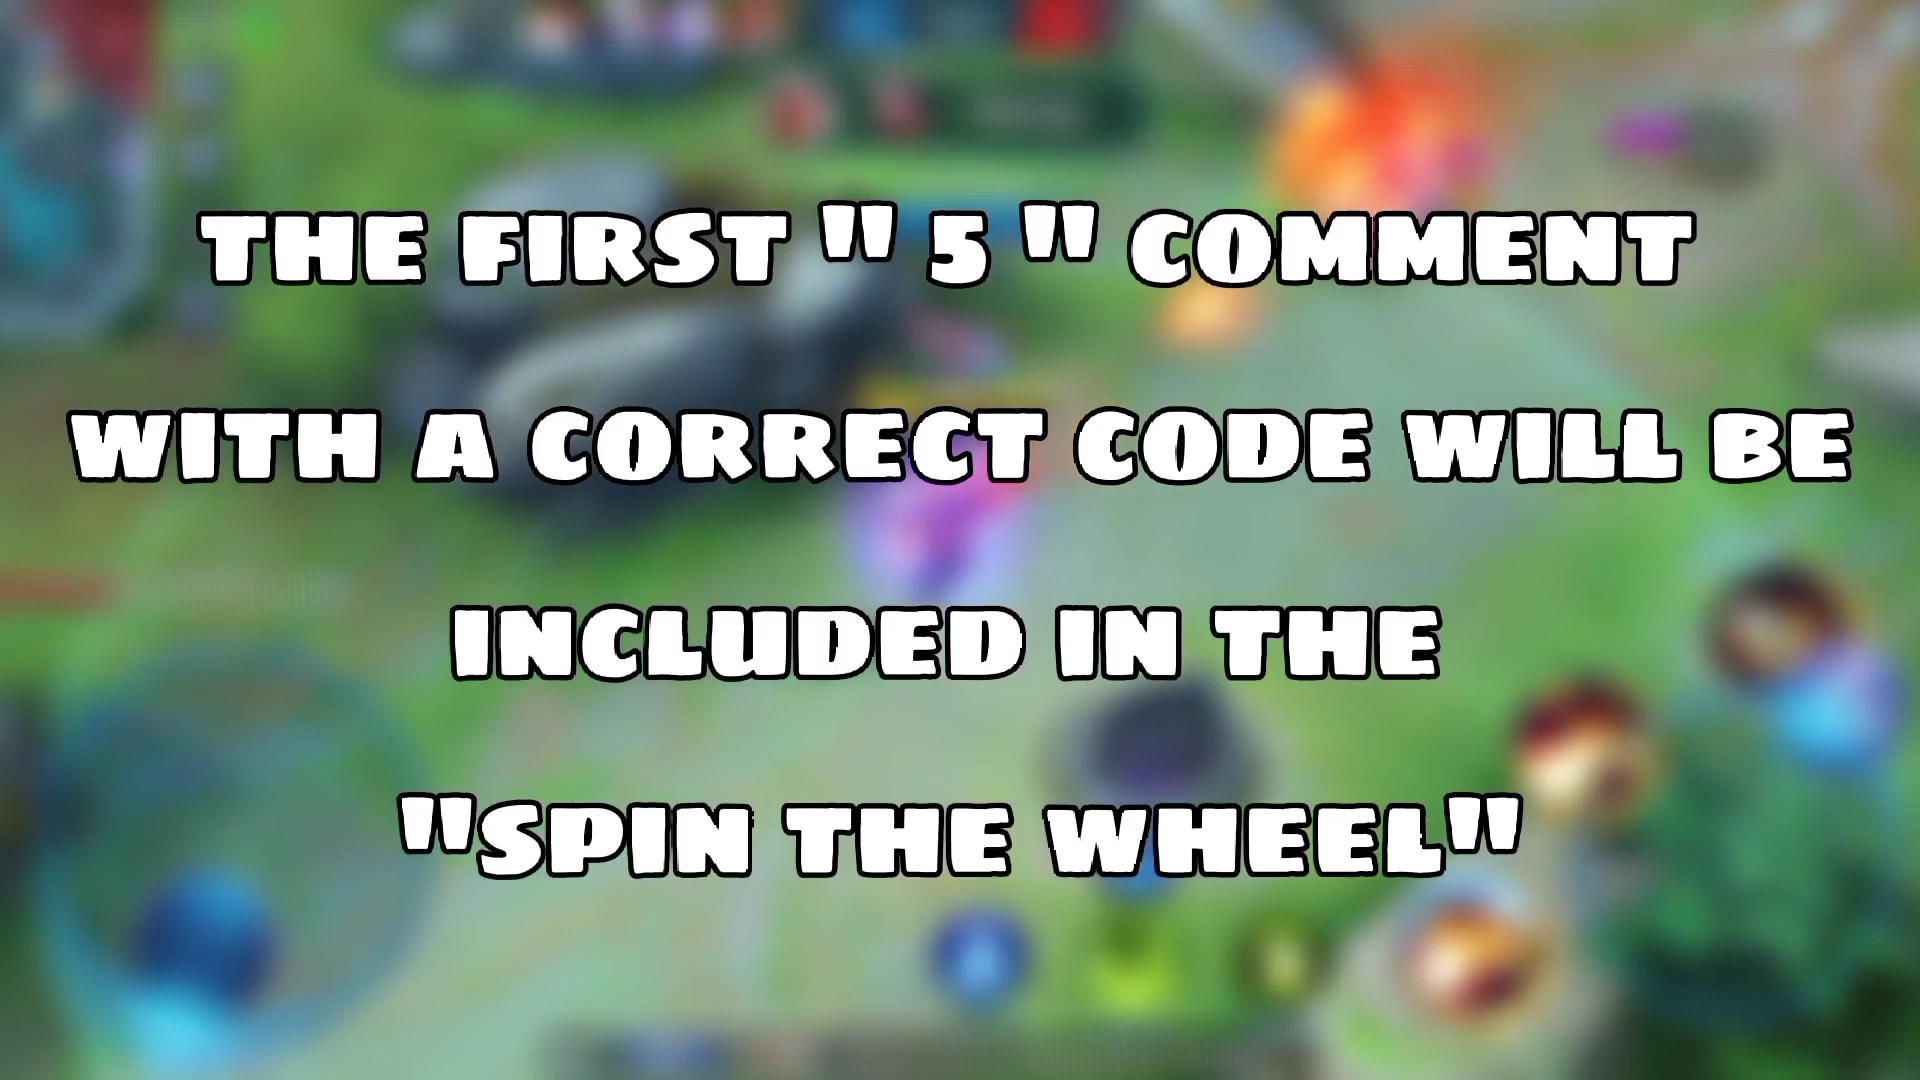 THE FIRST " 5 " COMMENT
WITH A CORRECT CODE WILL BE
INCLUDED IN THE
"SPIN THE WHEEL"